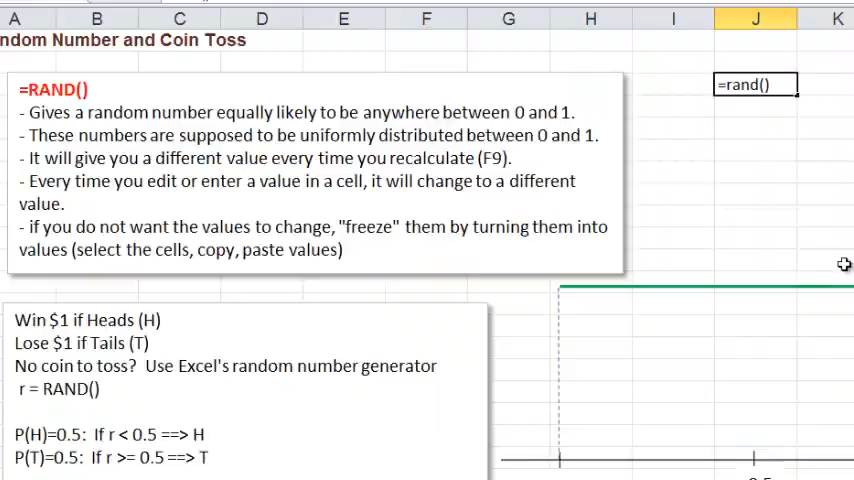 A B C D E F G H I J K
ndom Number and Coin Toss
=RAND()
- Gives a random number equally likely to be anywhere between 0 and 1.
- These numbers are supposed to be uniformly distributed between 0 and 1.
- It will give you a different value every time you recalculate (F9).
- Every time you edit or enter a value in a cell, it will change to a different
value.
- if you do not want the values to change, "freeze" them by turning them into
values (select the cells, copy, paste values)
=rand()
Win $1 if Heads (H)
Lose $1 if Tails (T)
No coin to toss? Use Excel's random number generator
r = RAND()
P(H)=0.5: If r < 0.5 ==> H
P(T)=0.5: If r >= 0.5 ==> T